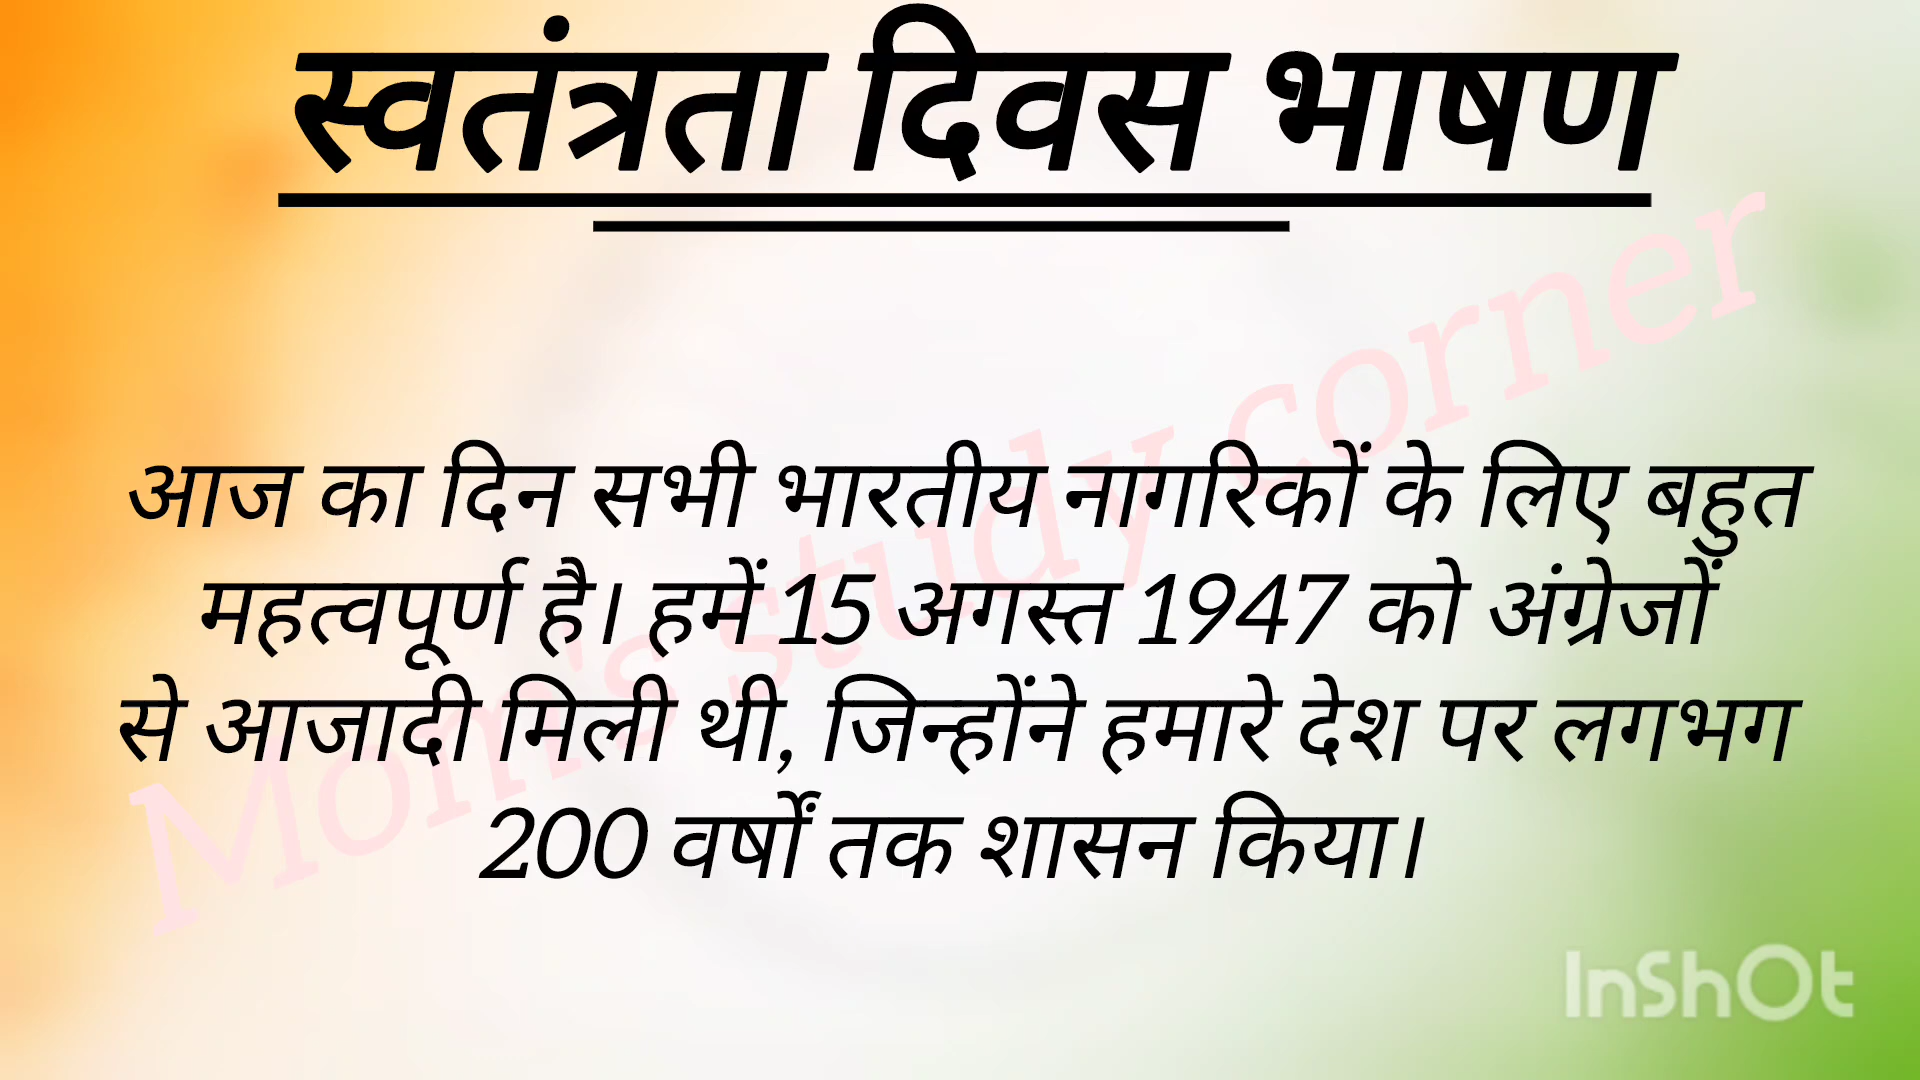 स्वतंत्रता दिवस भाषण
आज का दिन सभी भारतीय नागरिकों के लिए बहुत
महत्वपूर्ण है। हमें 15 अगस्त 1947 को अंग्रेजों
से आजादी मिली थी, जिन्होंने हमारे देश पर लगभग
200 वर्षों तक शासन किया।
Mom's study corner
InShOt